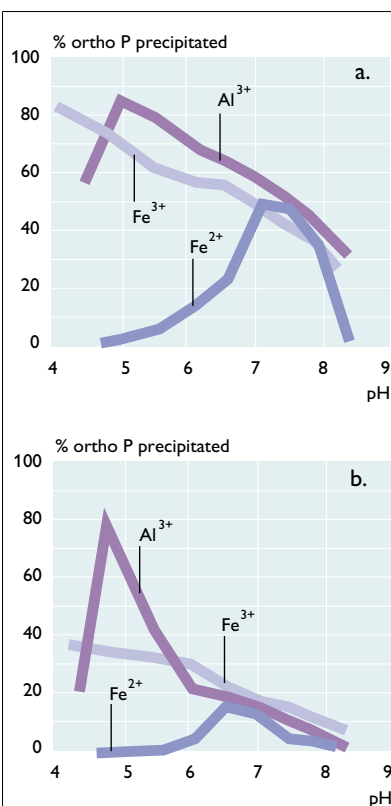 % ortho P precipitated
a.
100
80
60
40
20
0
Al3+
Fe3+
Fe2+
4 5 6 7 8 9
pH
% ortho P precipitated
b.
100
80
60
40
20
0
Al3+
Fe3+
Fe2+
4 5 6 7 8 9
pH